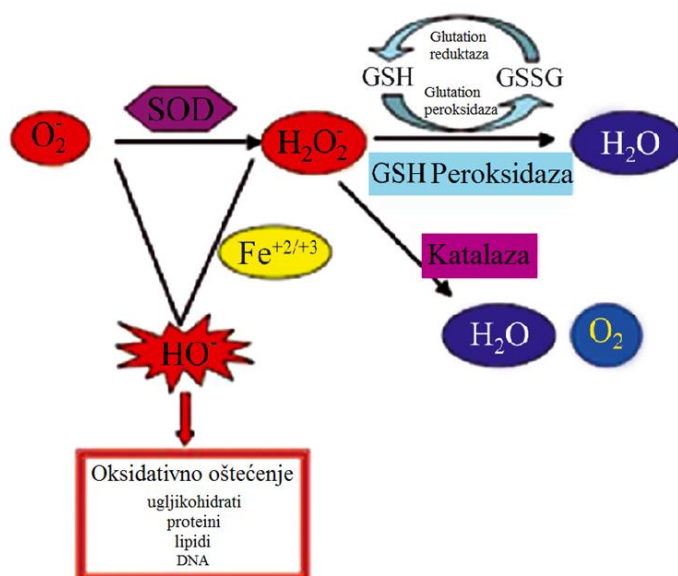 Glutation
reduktaza
GSH GSSG
Glutation
peroksidaza
SOD
O₂⁻ H₂O₂⁻ H₂O
GSH Peroksidaza
Fe⁺²/⁺³
Katalaza
HO⁻
H₂O O₂
Oksidativno oštećenje
ugljikohidrati
proteini
lipidi
DNA